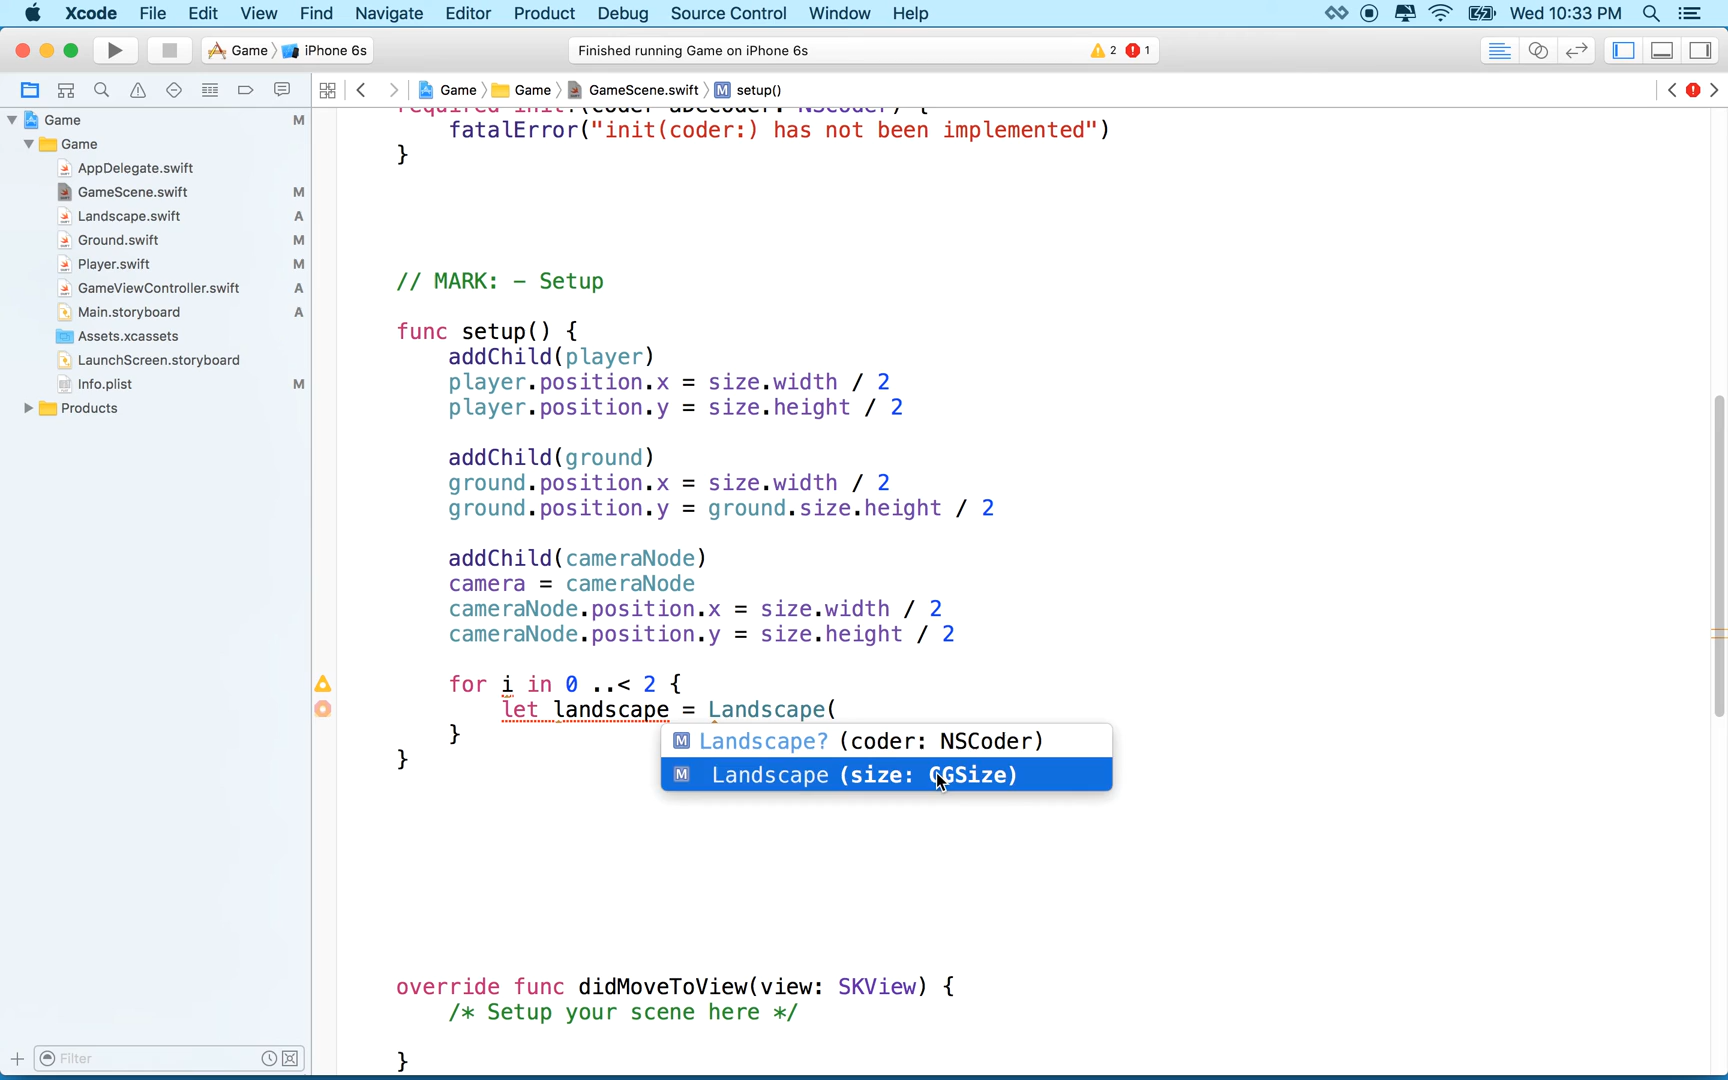 Xcode File Edit View Find Navigate Editor Product Debug Source Control Window Help Wed 10:33 PM
Game iPhone 6s Finished running Game on iPhone 6s 2 1
Game Game GameScene.swift M setup()
Game M
Game
AppDelegate.swift
GameScene.swift M
Landscape.swift A
Ground.swift M
Player.swift M
GameViewController.swift A
Main.storyboard A
Assets.xcassets
LaunchScreen.storyboard
Info.plist M
Products
Filter
required init?(coder aDecoder: NSCoder) {
fatalError("init(coder:) has not been implemented")
}
// MARK: - Setup
func setup() {
addChild(player)
player.position.x = size.width / 2
player.position.y = size.height / 2
addChild(ground)
ground.position.x = size.width / 2
ground.position.y = ground.size.height / 2
addChild(cameraNode)
camera = cameraNode
cameraNode.position.x = size.width / 2
cameraNode.position.y = size.height / 2
for i in 0 ..< 2 {
let landscape = Landscape(
}
M Landscape? (coder: NSCoder)
}
M Landscape (size: CGSize)
override func didMoveToView(view: SKView) {
/* Setup your scene here */
}